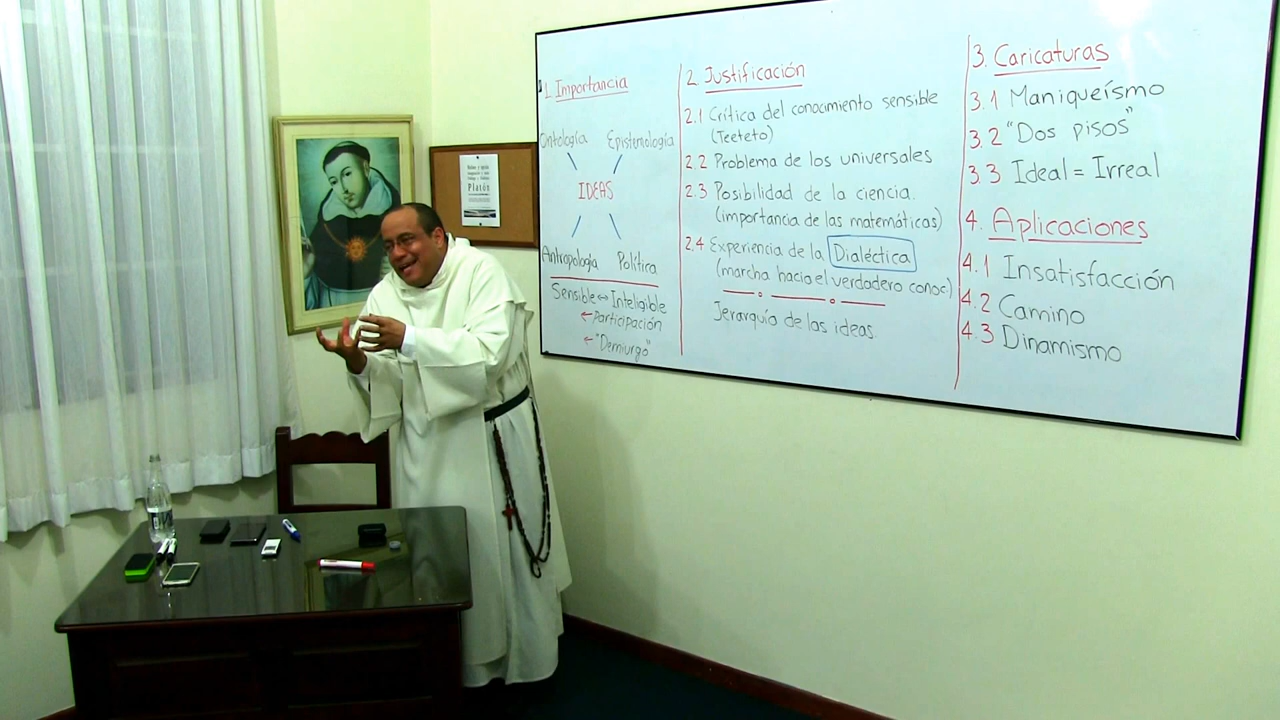 Platón
1. Importancia
Ontología Epistemología
IDEAS
Antropología Política
Sensible ↔ Inteligible
← Participación
← "Demiurgo"
2. Justificación
2.1 Crítica del conocimiento sensible
(Teeteto)
2.2 Problema de los universales
2.3 Posibilidad de la ciencia
(importancia de las matemáticas)
2.4 Experiencia de la Dialéctica
(marcha hacia el verdadero conoc)
Jerarquía de las ideas.
3. Caricaturas
3.1 Maniqueísmo
3.2 "Dos pisos"
3.3 Ideal = Irreal
4. Aplicaciones
4.1 Insatisfacción
4.2 Camino
4.3 Dinamismo